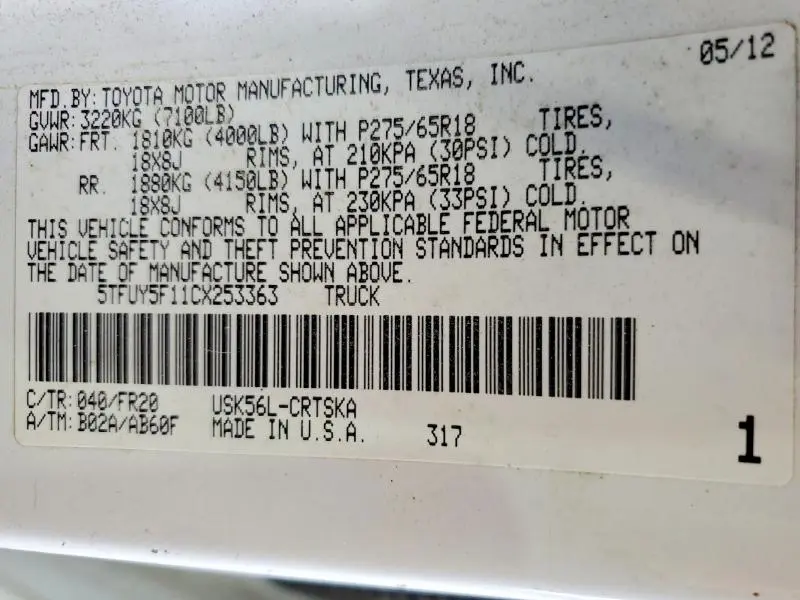 05/12
MFD.BY: TOYOTA MOTOR MANUFACTURING, TEXAS, INC.
GVWR: 3220KG (7100LB)
GAWR: FRT. 1810KG (4000LB) WITH P275/65R18 TIRES,
18X8J RIMS, AT 210KPA (30PSI) COLD.
RR. 1880KG (4150LB) WITH P275/65R18 TIRES,
18X8J RIMS, AT 230KPA (33PSI) COLD.
THIS VEHICLE CONFORMS TO ALL APPLICABLE FEDERAL MOTOR
VEHICLE SAFETY AND THEFT PREVENTION STANDARDS IN EFFECT ON
THE DATE OF MANUFACTURE SHOWN ABOVE.
5TFUY5F11CX253363 TRUCK
C/TR: 040/FR20 USK56L-CRTSKA
A/TM: B02A/AB60F MADE IN U.S.A. 317 1